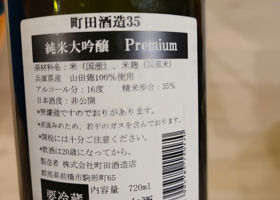 町田酒造35
純米大吟醸 Premium
原材料名：米（国産）、米麹（国産米）
兵庫県産 山田錦100％使用
アルコール分：16度 精米歩合：35%
日本酒度：非公開
*無濾過ですのでおりがあります。
*直汲みのため、若干のガスを含んでおります。
*開栓には十分ご注意ください。
*飲酒は20歳になってから。
製造者 株式会社町田酒造店
群馬県前橋市駒形町65
要冷蔵 内容量 720ml